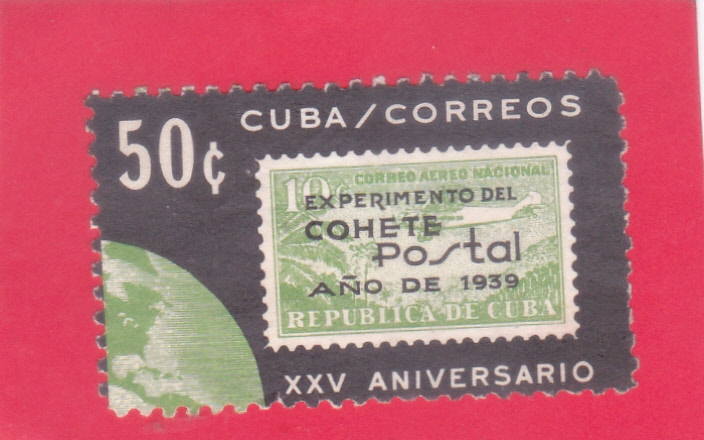 CUBA/CORREOS
50¢
10¢ CORREO AEREO NACIONAL
EXPERIMENTO DEL
COHETE
Postal
AÑO DE 1939
REPUBLICA DE CUBA
XXV ANIVERSARIO